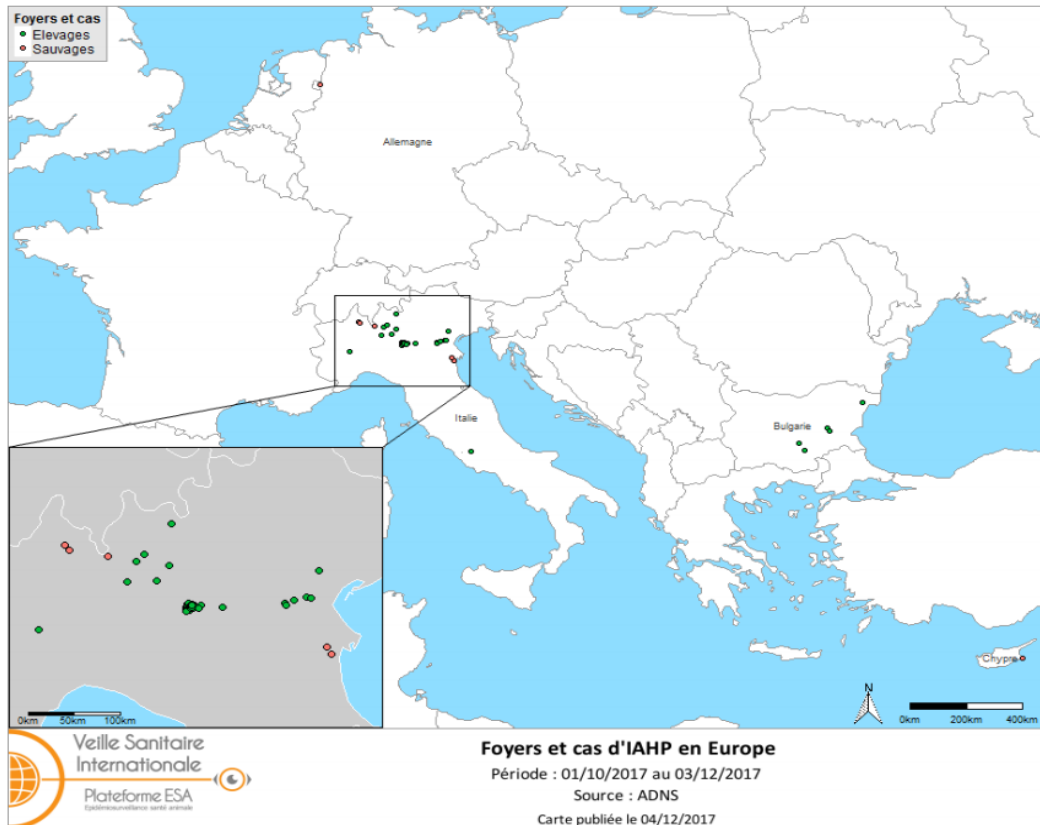 Foyers et cas
Elevages
Sauvages
Allemagne
Italie
Bulgarie
Chypre
N
0km 200km 400km
0km 50km 100km
Veille Sanitaire
Internationale
Plateforme ESA
Epidémiosurveillance santé animale
Foyers et cas d'IAHP en Europe
Période : 01/10/2017 au 03/12/2017
Source : ADNS
Carte publiée le 04/12/2017